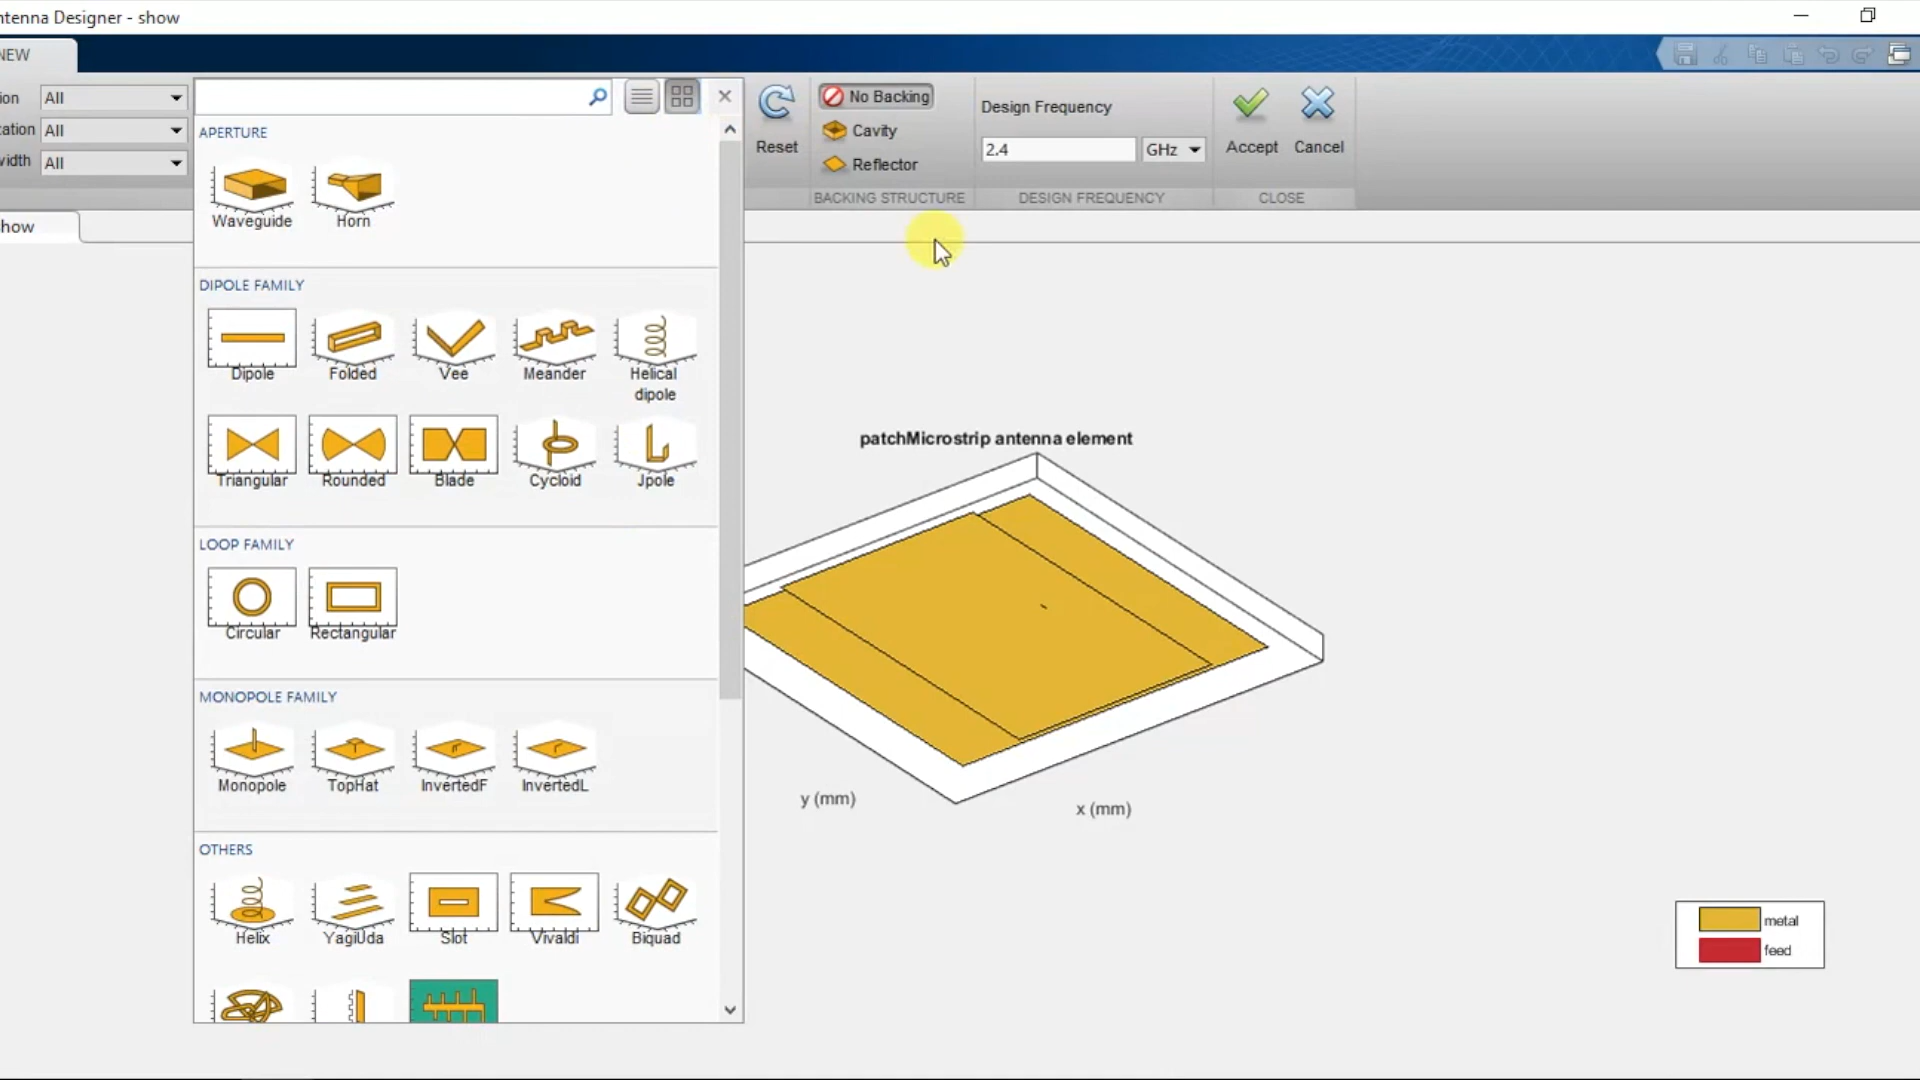 ntenna Designer - show
NEW
ion All
zation All
width All
Reset
No Backing
Cavity
Reflector
BACKING STRUCTURE
Design Frequency
2.4 GHz
DESIGN FREQUENCY
Accept Cancel
CLOSE
how
APERTURE
Waveguide Horn
DIPOLE FAMILY
Dipole Folded Vee Meander Helical dipole
Triangular Rounded Blade Cycloid Jpole
LOOP FAMILY
Circular Rectangular
MONOPOLE FAMILY
Monopole TopHat InvertedF InvertedL
OTHERS
Helix YagiUda Slot Vivaldi Biquad
patchMicrostrip antenna element
y (mm)
x (mm)
metal
feed